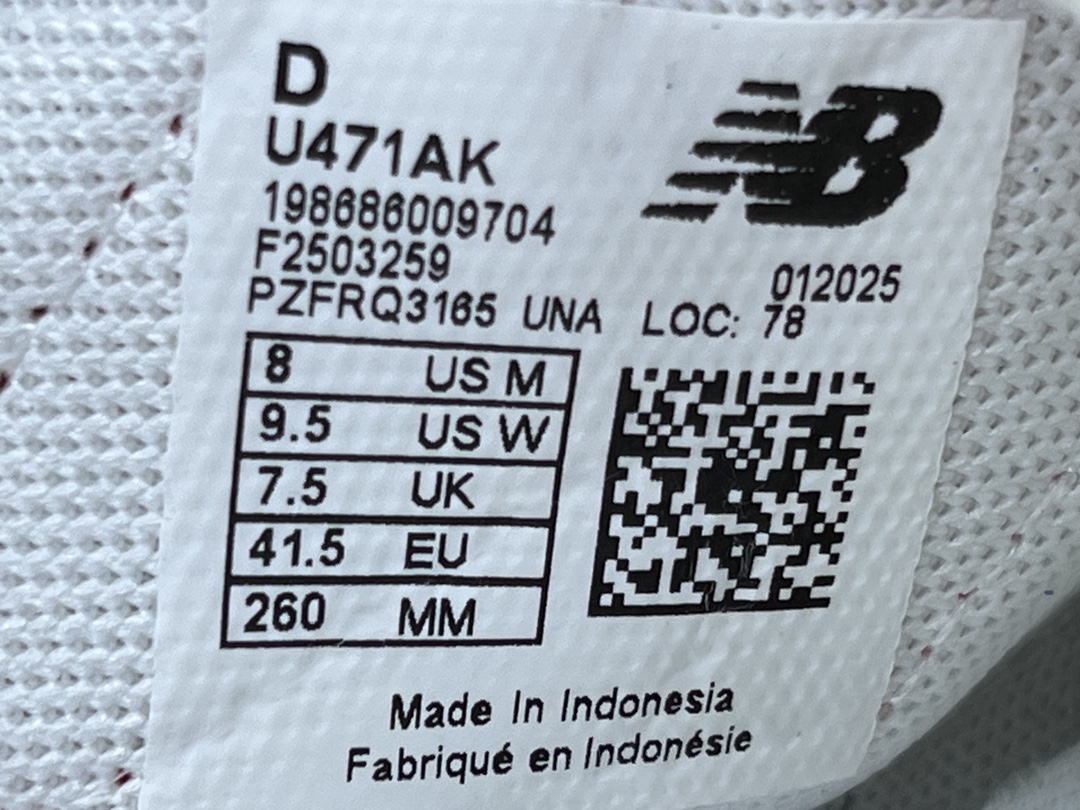 D
U471AK
198686009704
F2503259
012025
PZFRQ3165 UNA LOC: 78
8 US M
9.5 US W
7.5 UK
41.5 EU
260 MM
NB
Made In Indonesia
Fabriqué en Indonésie